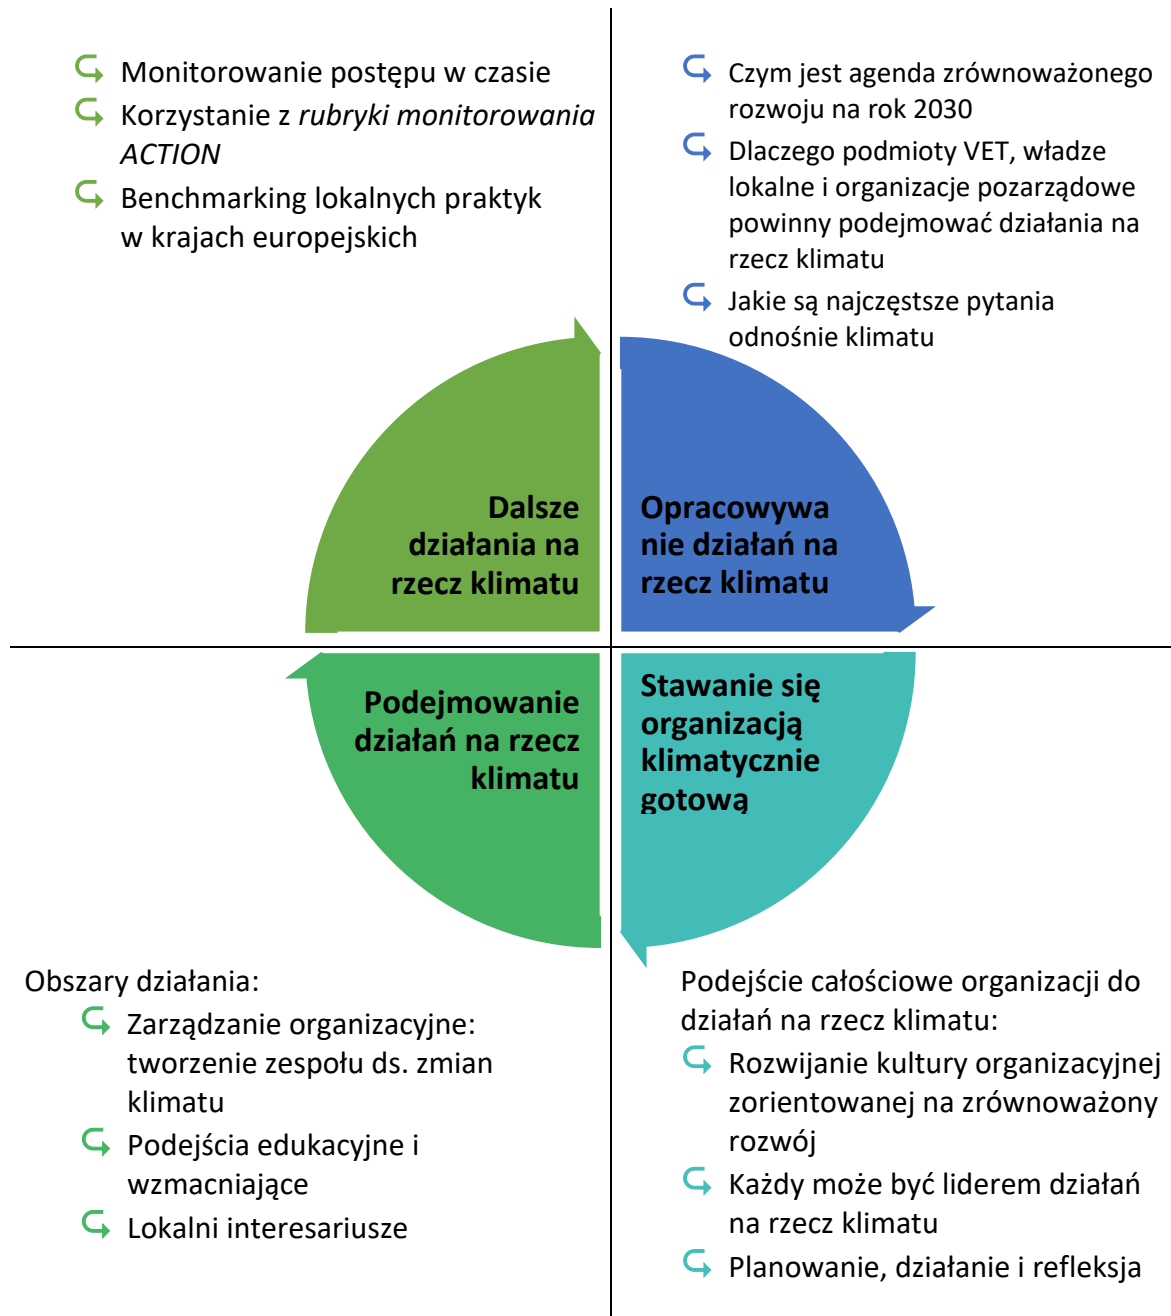 Monitorowanie postępu w czasie
Korzystanie z rubryki monitorowania
ACTION
Benchmarking lokalnych praktyk
w krajach europejskich
Czym jest agenda zrównoważonego
rozwoju na rok 2030
Dlaczego podmioty VET, władze
lokalne i organizacje pozarządowe
powinny podejmować działania na
rzecz klimatu
Jakie są najczęstsze pytania
odnośnie klimatu
Dalsze
działania na
rzecz klimatu
Opracowywa
nie działań na
rzecz klimatu
Podejmowanie
działań na rzecz
klimatu
Stawanie się
organizacją
klimatycznie
gotową
Obszary działania:
Zarządzanie organizacyjne:
tworzenie zespołu ds. zmian
klimatu
Podejścia edukacyjne i
wzmacniające
Lokalni interesariusze
Podejście całościowe organizacji do
działań na rzecz klimatu:
Rozwijanie kultury organizacyjnej
zorientowanej na zrównoważony
rozwój
Każdy może być liderem działań
na rzecz klimatu
Planowanie, działanie i refleksja